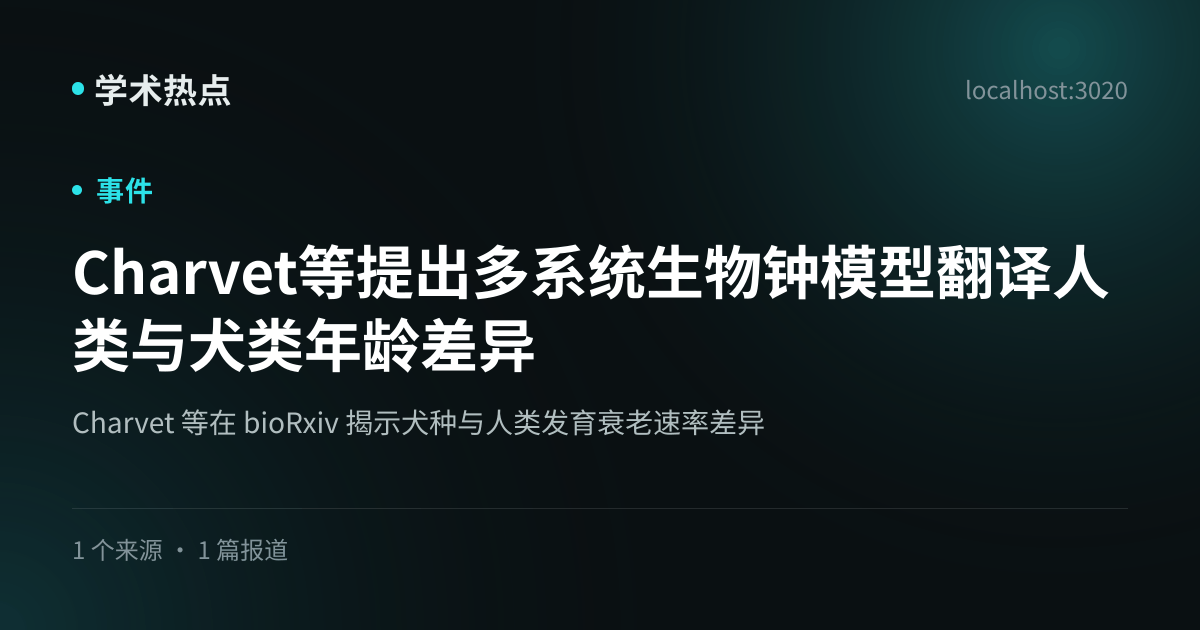 学术热点
localhost:3020
事件
Charvet等提出多系统生物钟模型翻译人
类与犬类年龄差异
Charvet 等在 bioRxiv 揭示犬种与人类发育衰老速率差异
1 个来源 · 1 篇报道